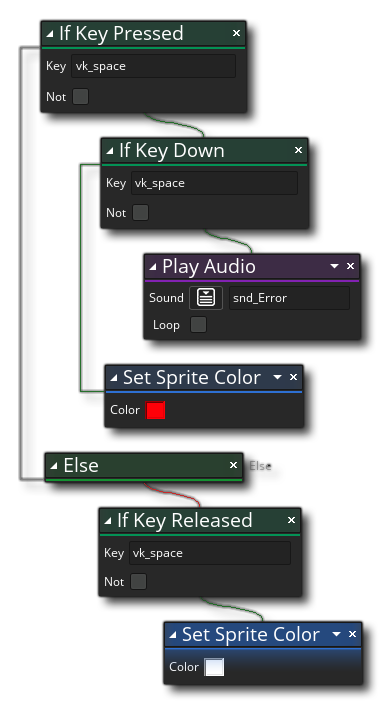 If Key Pressed
Key vk_space
Not
If Key Down
Key vk_space
Not
Play Audio
Sound snd_Error
Loop
Set Sprite Color
Color
Else
Else
If Key Released
Key vk_space
Not
Set Sprite Color
Color